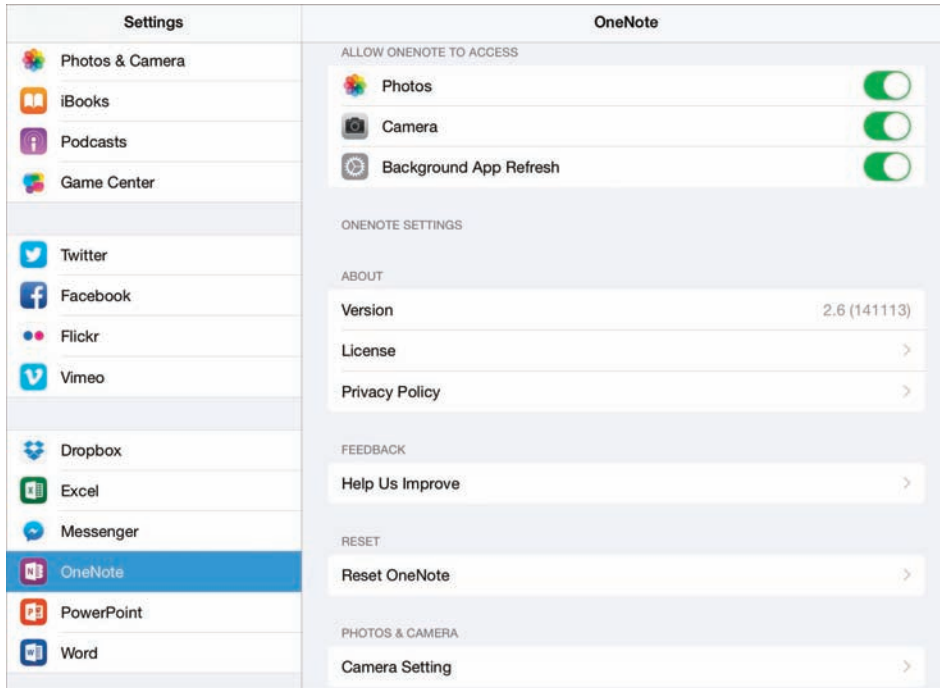 Settings
Photos & Camera
iBooks
Podcasts
Game Center
Twitter
Facebook
Flickr
Vimeo
Dropbox
Excel
Messenger
OneNote
PowerPoint
Word
OneNote
ALLOW ONENOTE TO ACCESS
Photos
Camera
Background App Refresh
ONENOTE SETTINGS
ABOUT
Version 2.6 (141113)
License
Privacy Policy
FEEDBACK
Help Us Improve
RESET
Reset OneNote
PHOTOS & CAMERA
Camera Setting